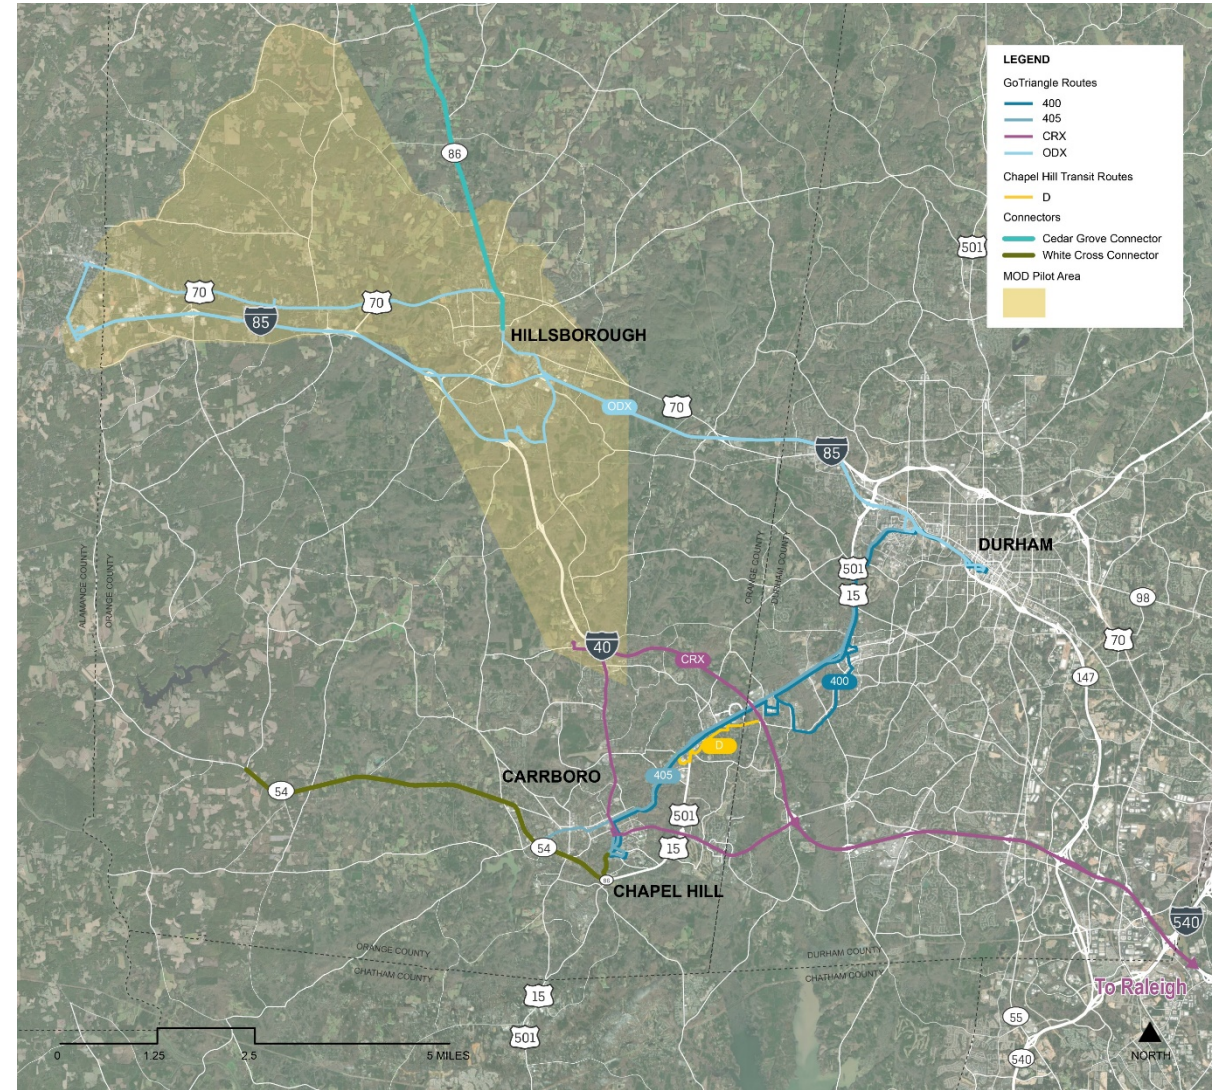 LEGEND
GoTriangle Routes
400
405
CRX
ODX
Chapel Hill Transit Routes
D
Connectors
Cedar Grove Connector
White Cross Connector
MOD Pilot Area
86
501
70
70
85
HILLSBOROUGH
ODX
70
85
DURHAM
ALAMANCE COUNTY
ORANGE COUNTY
ORANGE COUNTY
DURHAM COUNTY
501
15
98
70
40
CRX
147
400
D
CARRBORO
405
54
501
54
15
CHAPEL HILL
540
ORANGE COUNTY
CHATHAM COUNTY
DURHAM COUNTY
CHATHAM COUNTY
To Raleigh
15
501
55
540
0
1.25
2.5
5 MILES
NORTH